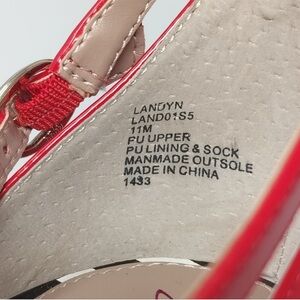 LANDYN
LAND01S5
11M
PU UPPER
PU LINING & SOCK
MANMADE OUTSOLE
MADE IN CHINA
1433